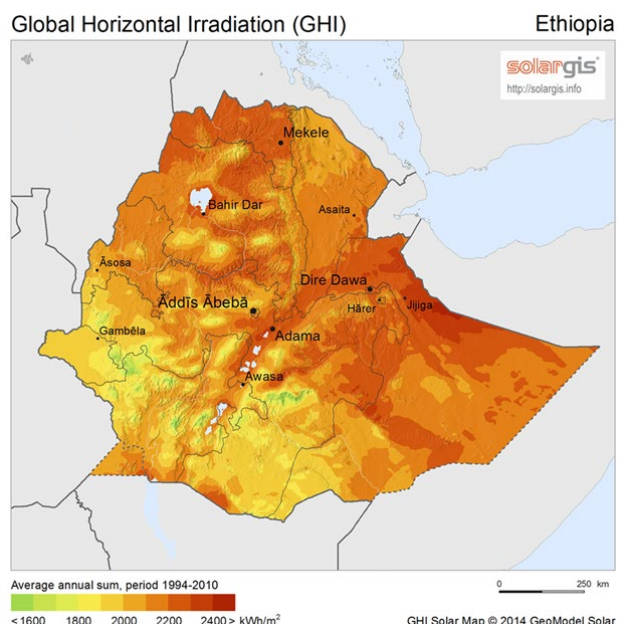 Global Horizontal Irradiation (GHI) Ethiopia
solargis
http://solargis.info
Mekele
Bahir Dar
Asaita
Āsosa
Dire Dawa
Āddīs Ābebā
Hārer
Jijiga
Gambēla
Adama
Awasa
Average annual sum, period 1994-2010
0 250 km
<1600 1800 2000 2200 2400> kWh/m²
GHI Solar Map © 2014 GeoModel Solar